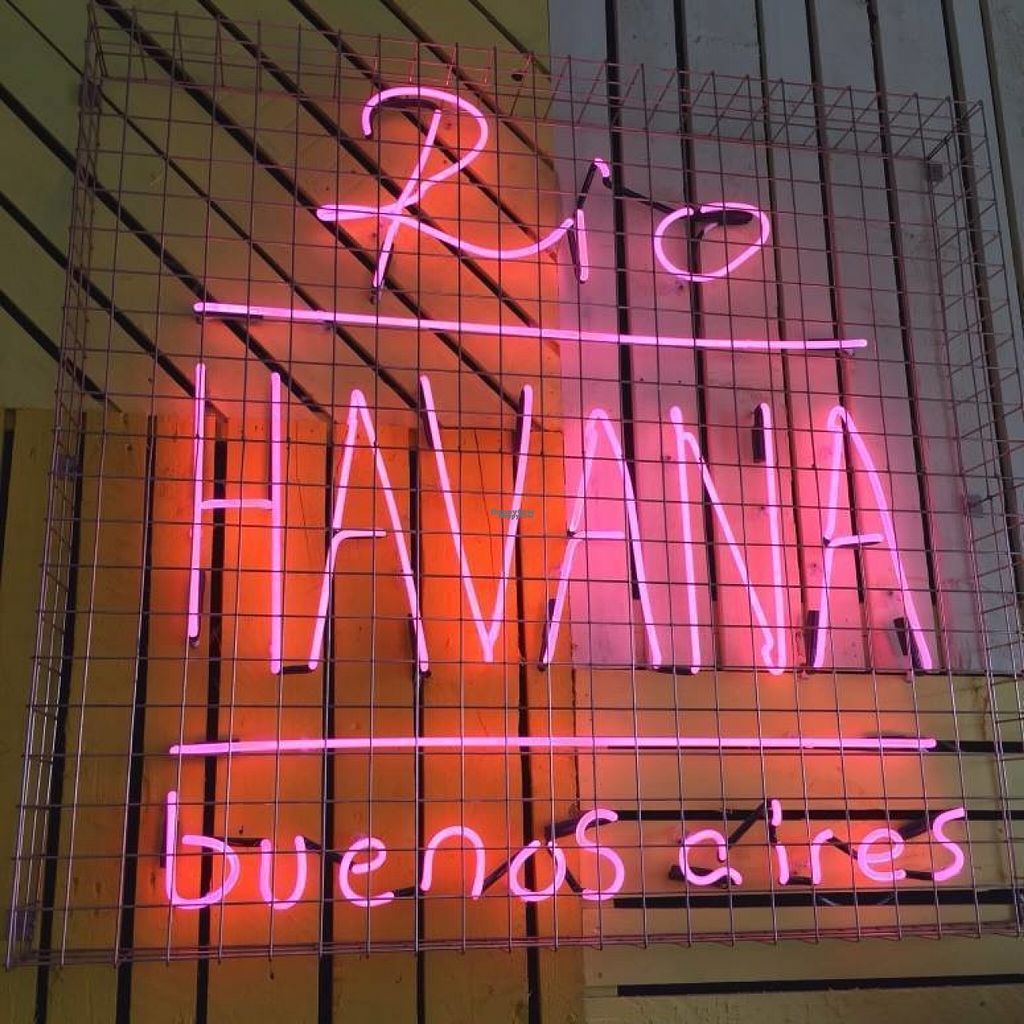 Rio
HAVANA
buenos aires